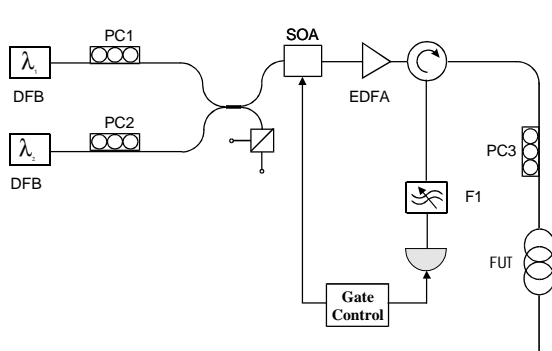 PC1
SOA
λ₁
DFB
EDFA
PC2
λ₂
DFB
PC3
F1
FUT
Gate
Control